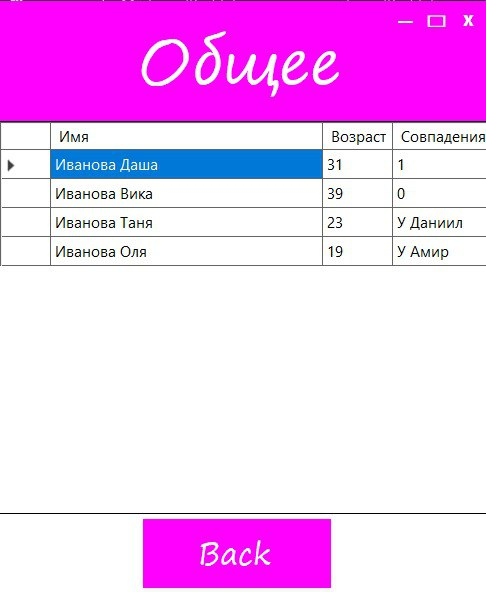 Общее
Имя Возраст Совпадения
Иванова Даша 31 1
Иванова Вика 39 0
Иванова Таня 23 У Даниил
Иванова Оля 19 У Амир
Back